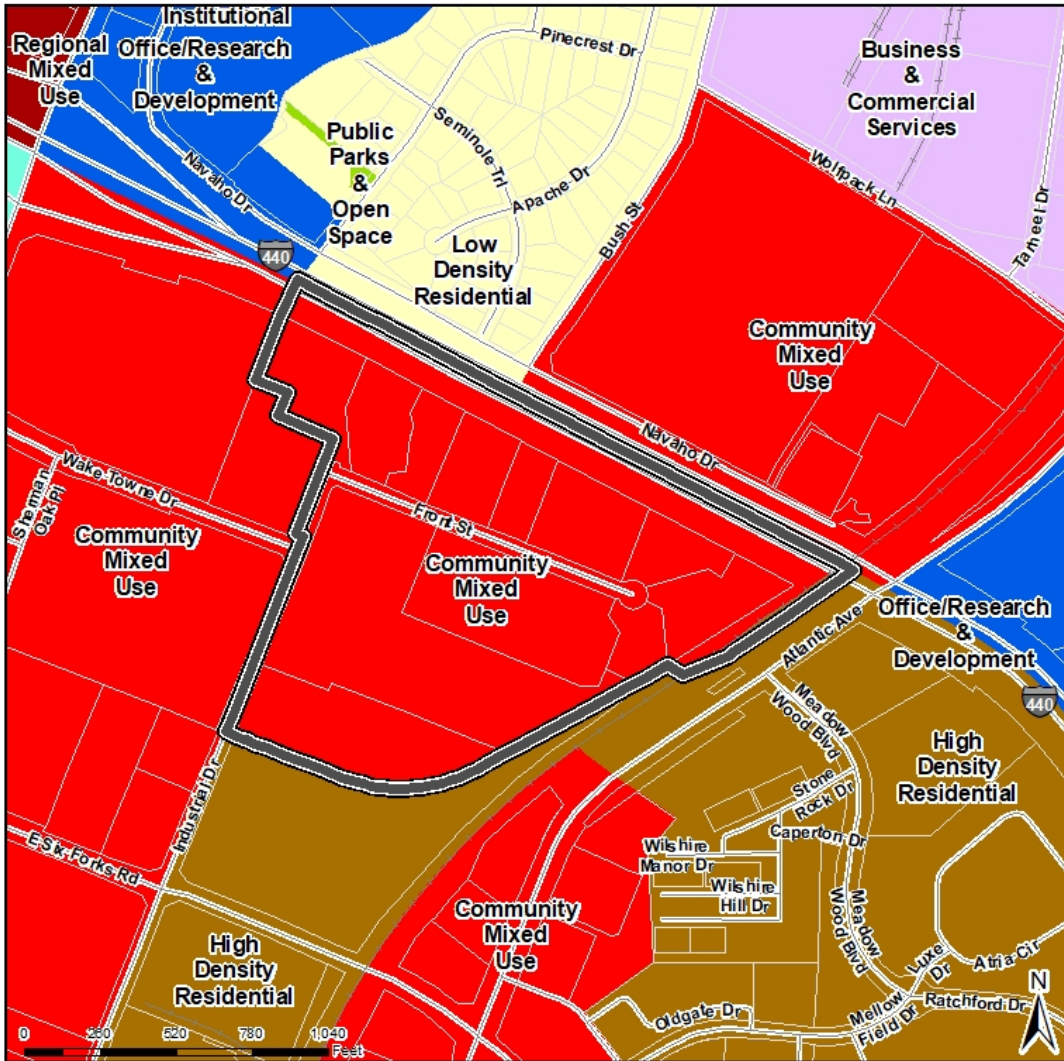 Institutional
Regional
Mixed
Use
Office/Research
&
Development
Pinecrest Dr
Business
&
Commercial
Services
Public
Parks
&
Open
Space
Seminole Trl
Navaho Dr
Apache Dr
Wolfpack Ln
Tarheel Dr
Bush St
440
Low
Density
Residential
Community
Mixed
Use
Navaho Dr
Wake Towne Dr
Sherman
Oak Pl
Front St
Community
Mixed
Use
Community
Mixed
Use
Office/Research
&
Development
Atlantic Ave
440
Meadow
Wood Blvd
High
Density
Residential
Industrial Dr
Stone
Rock Dr
Caperton Dr
Wilshire
Manor Dr
Wilshire
Hill Dr
E Six Forks Rd
Community
Mixed
Use
Meadow
Wood Blvd
High
Density
Residential
Luxe
Dr
Atria Cir
Mellow
Field Dr
Ratchford Dr
Oldgate Dr
N
0 260 520 780 1,040
Feet